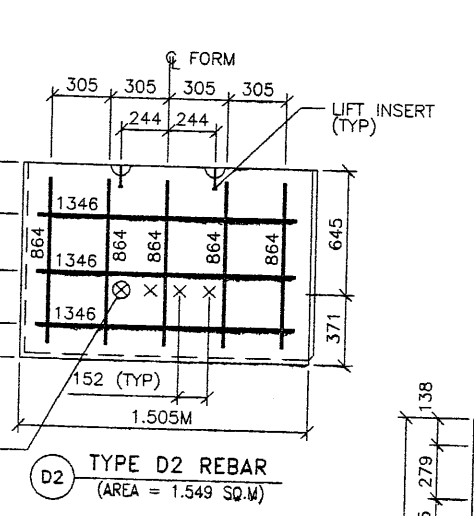 ℄ FORM
305 305 305 305
244 244
LIFT INSERT
(TYP)
1346
864 864 864 864 864
645
1346
1346
371
152 (TYP)
1.505M
138
279
D2 TYPE D2 REBAR
(AREA = 1.549 SQ.M)